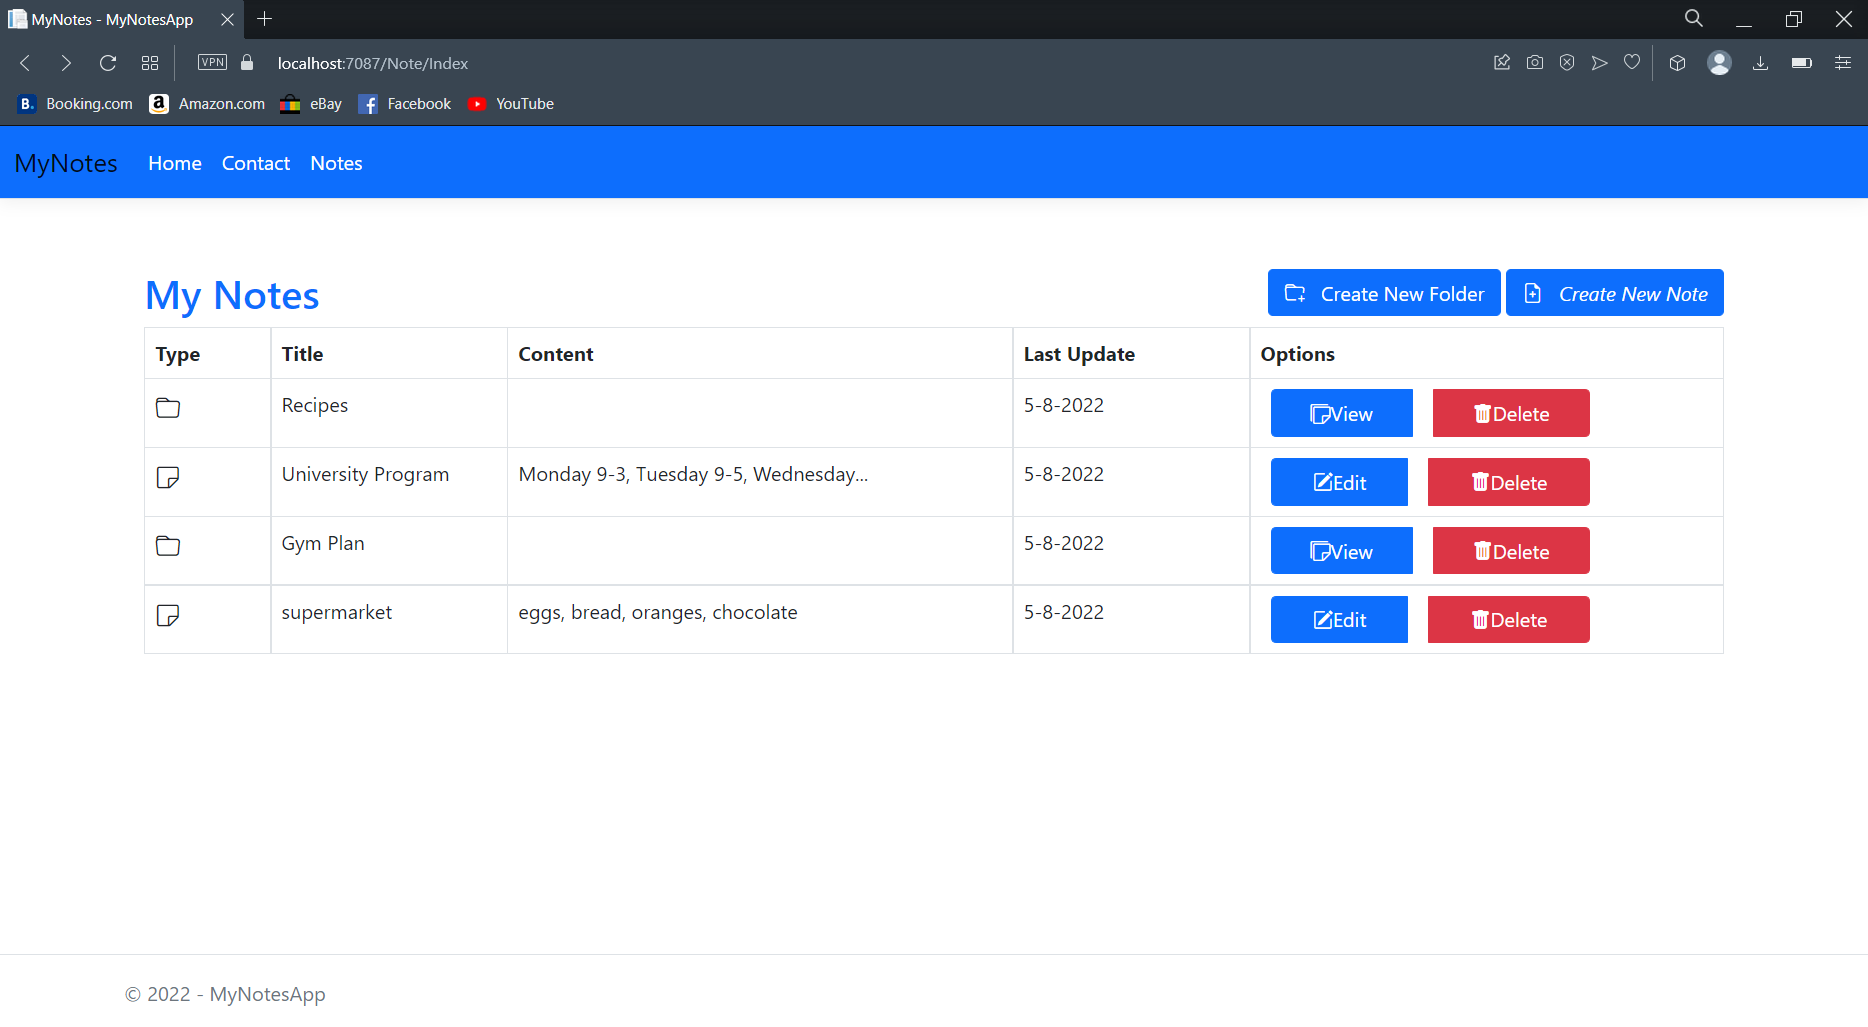 MyNotes - MyNotesApp
VPN localhost:7087/Note/Index
B. Booking.com a Amazon.com eBay f Facebook YouTube
MyNotes Home Contact Notes
My Notes Create New Folder Create New Note
Type Title Content Last Update Options
Recipes 5-8-2022 View Delete
University Program Monday 9-3, Tuesday 9-5, Wednesday... 5-8-2022 Edit Delete
Gym Plan 5-8-2022 View Delete
supermarket eggs, bread, oranges, chocolate 5-8-2022 Edit Delete
© 2022 - MyNotesApp